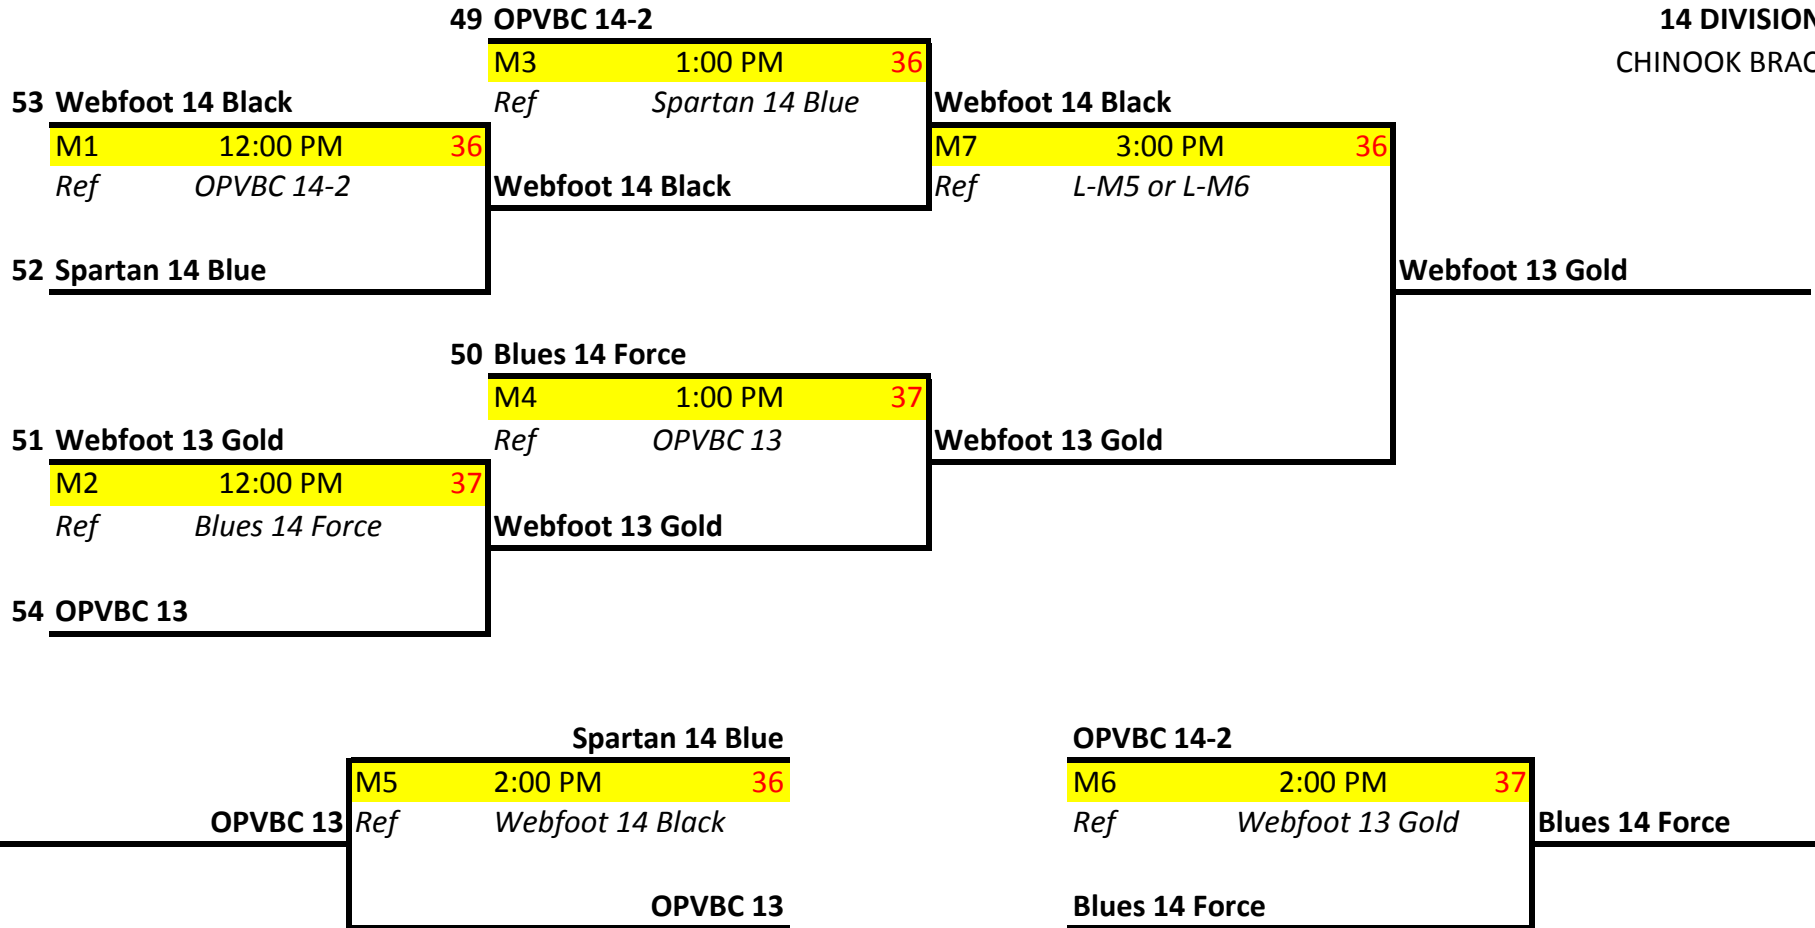 49 OPVBC 14-2 14 DIVISION
M3 1:00 PM 36 CHINOOK BRAC
53 Webfoot 14 Black Ref Spartan 14 Blue Webfoot 14 Black
M1 12:00 PM 36 M7 3:00 PM 36
Ref OPVBC 14-2 Webfoot 14 Black Ref L-M5 or L-M6
52 Spartan 14 Blue Webfoot 13 Gold
50 Blues 14 Force
M4 1:00 PM 37
51 Webfoot 13 Gold Ref OPVBC 13 Webfoot 13 Gold
M2 12:00 PM 37
Ref Blues 14 Force Webfoot 13 Gold
54 OPVBC 13
Spartan 14 Blue OPVBC 14-2
M5 2:00 PM 36 M6 2:00 PM 37
OPVBC 13 Ref Webfoot 14 Black Ref Webfoot 13 Gold Blues 14 Force
OPVBC 13 Blues 14 Force